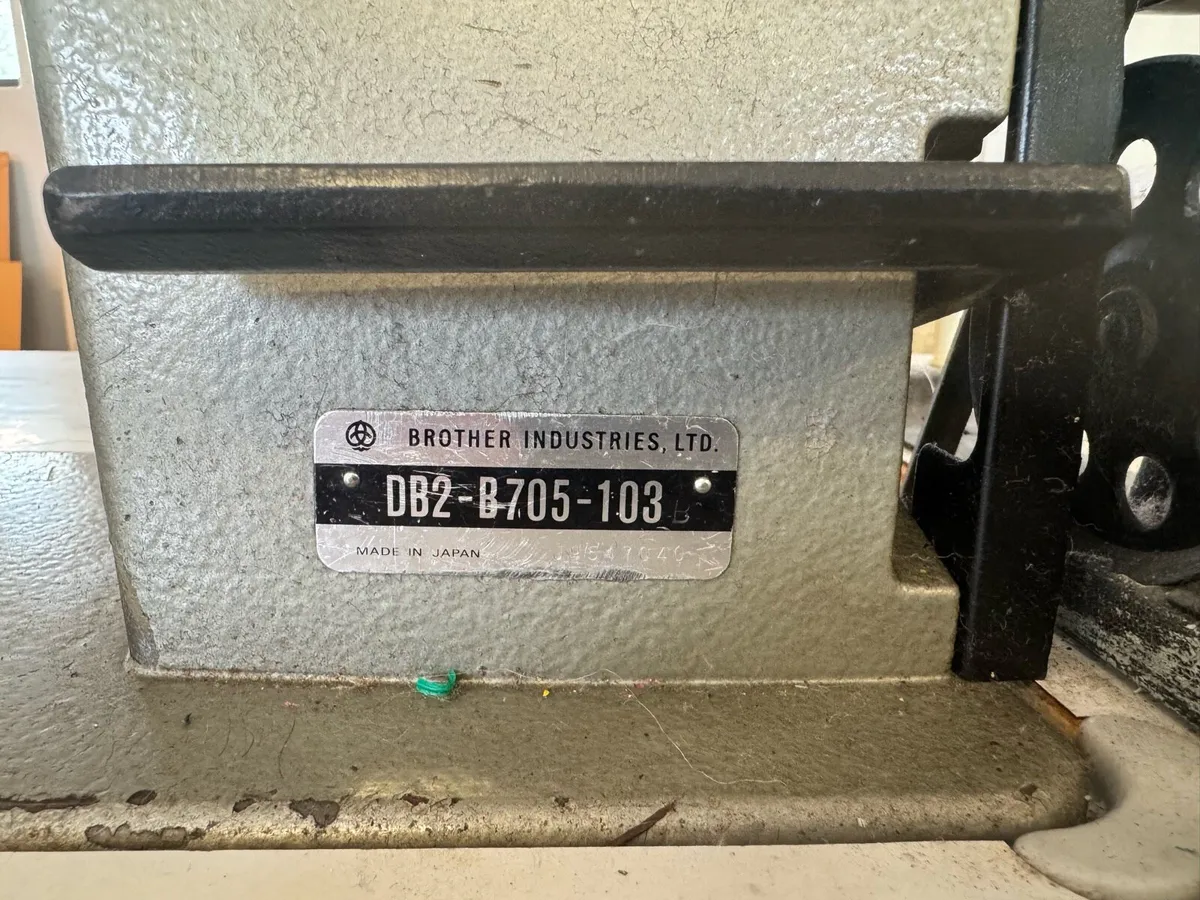 BROTHER INDUSTRIES, LTD.
DB2-B705-103
MADE IN JAPAN